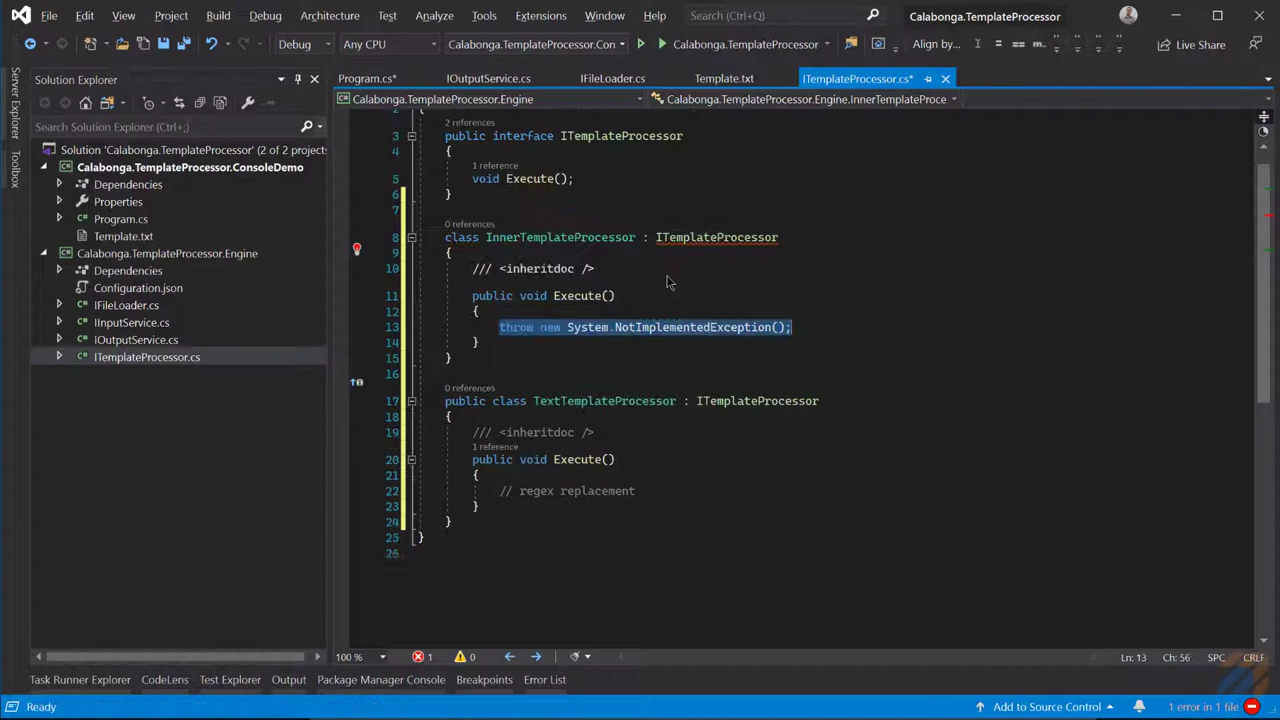 File Edit View Project Build Debug Architecture Test Analyze Tools Extensions Window Help Search (Ctrl+Q) Calabonga.TemplateProcessor
Debug Any CPU Calabonga.TemplateProcessor.Con Calabonga.TemplateProcessor Align by... Live Share
Server Explorer
Toolbox
Solution Explorer
Search Solution Explorer (Ctrl+;)
Solution 'Calabonga.TemplateProcessor' (2 of 2 projects
Calabonga.TemplateProcessor.ConsoleDemo
Dependencies
Properties
Program.cs
Template.txt
Calabonga.TemplateProcessor.Engine
Dependencies
Configuration.json
IFileLoader.cs
IInputService.cs
IOutputService.cs
ITemplateProcessor.cs
Program.cs* IOutputService.cs IFileLoader.cs Template.txt ITemplateProcessor.cs*
Calabonga.TemplateProcessor.Engine Calabonga.TemplateProcessor.Engine.InnerTemplateProce
2 {
2 references
3 public interface ITemplateProcessor
4 {
1 reference
5 void Execute();
6 }
7
0 references
8 class InnerTemplateProcessor : ITemplateProcessor
9 {
10 /// <inheritdoc />
11 public void Execute()
12 {
13 throw new System.NotImplementedException();
14 }
15 }
16
0 references
17 public class TextTemplateProcessor : ITemplateProcessor
18 {
19 /// <inheritdoc />
1 reference
20 public void Execute()
21 {
22 // regex replacement
23 }
24 }
25 }
26
100 % 1 0 Ln: 13 Ch: 56 SPC CRLF
Task Runner Explorer CodeLens Test Explorer Output Package Manager Console Breakpoints Error List
Ready Add to Source Control 1 error in 1 file